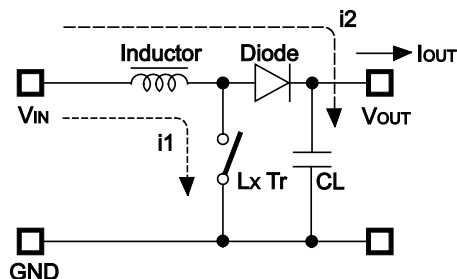 i2
Inductor
Diode
IOUT
VIN
VOUT
i1
Lx Tr
CL
GND